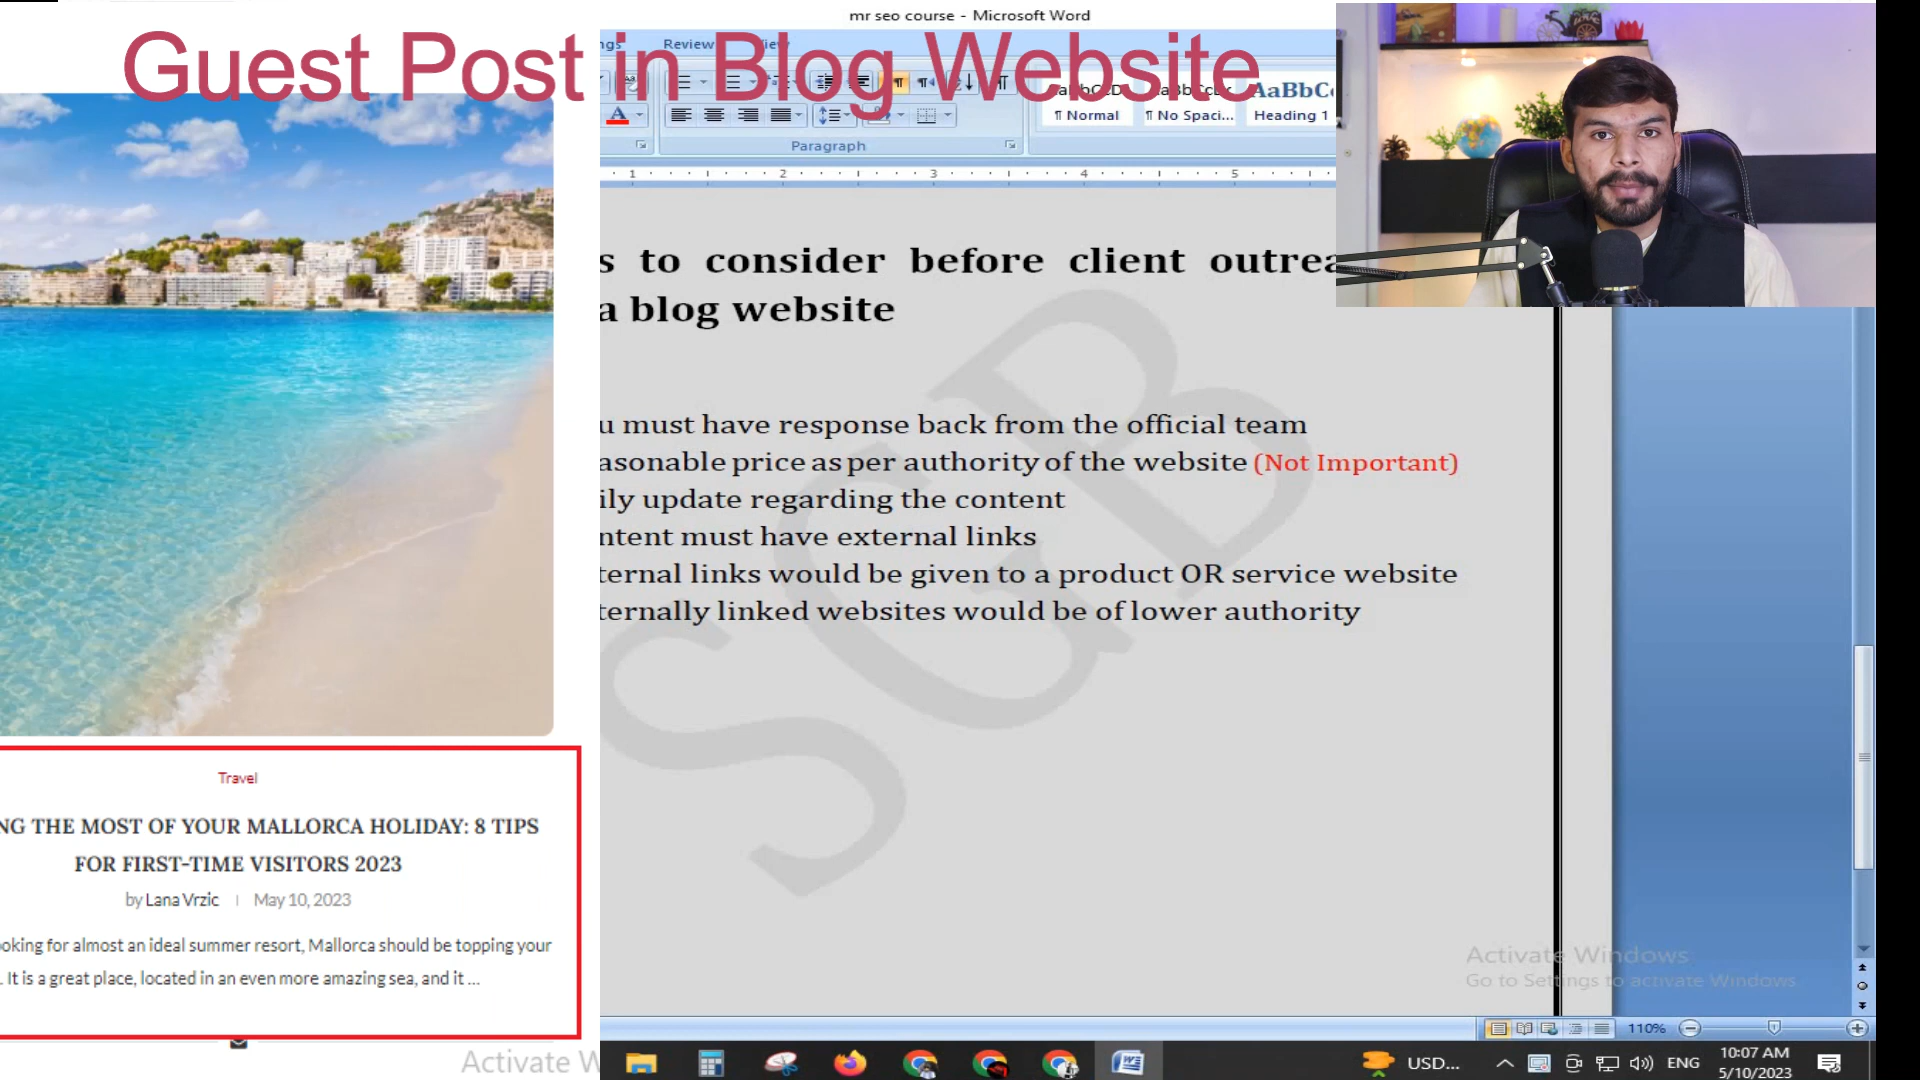 mr seo course - Microsoft Word
Guest Post in Blog Website
Review
Paragraph
¶ Normal
¶ No Spaci...
Heading 1
1 2 3 4 5
s to consider before client outrea
a blog website
u must have response back from the official team
asonable price as per authority of the website (Not Important)
ily update regarding the content
ntent must have external links
ternal links would be given to a product OR service website
ternally linked websites would be of lower authority
SGB
Travel
NG THE MOST OF YOUR MALLORCA HOLIDAY: 8 TIPS
FOR FIRST-TIME VISITORS 2023
by Lana Vrzic | May 10, 2023
ooking for almost an ideal summer resort, Mallorca should be topping your
. It is a great place, located in an even more amazing sea, and it ...
Activate W
Activate Windows
Go to Settings to activate Windows.
110%
USD...
ENG
10:07 AM
5/10/2023